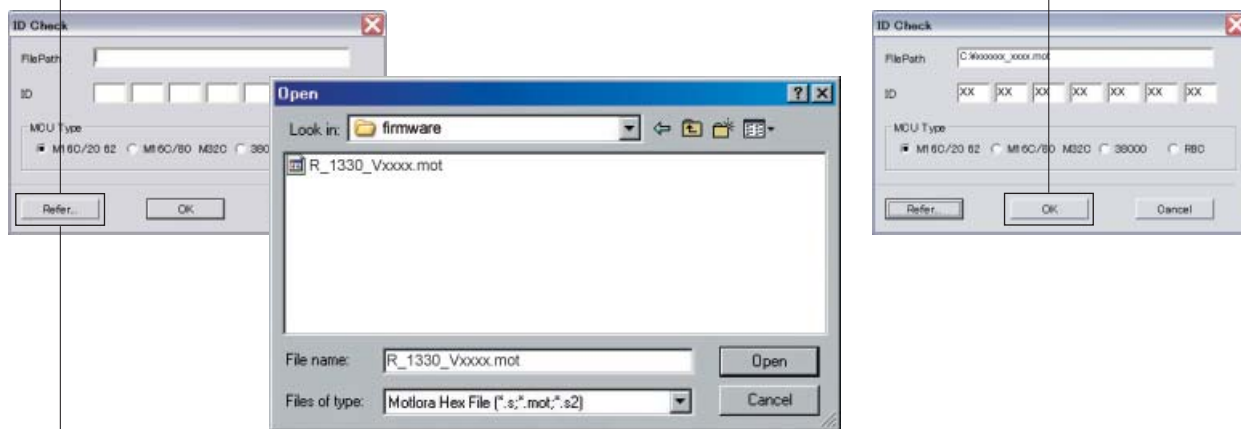 ID Check
FilePath
ID
MCU Type
M16C/20 62 M16C/80 M32C
Refer...
OK
Open
Look in: firmware
R_1330_Vxxxx.mot
File name: R_1330_Vxxxx.mot Open
Files of type: Motlora Hex File (*.s;*.mot;*.s2) Cancel
ID Check
FilePath C:¥xxxxxx_xxxx.mot
ID XX XX XX XX XX XX XX
MCU Type
M16C/20 62 M16C/80 M32C 38000 R8C
Refer... OK Cancel